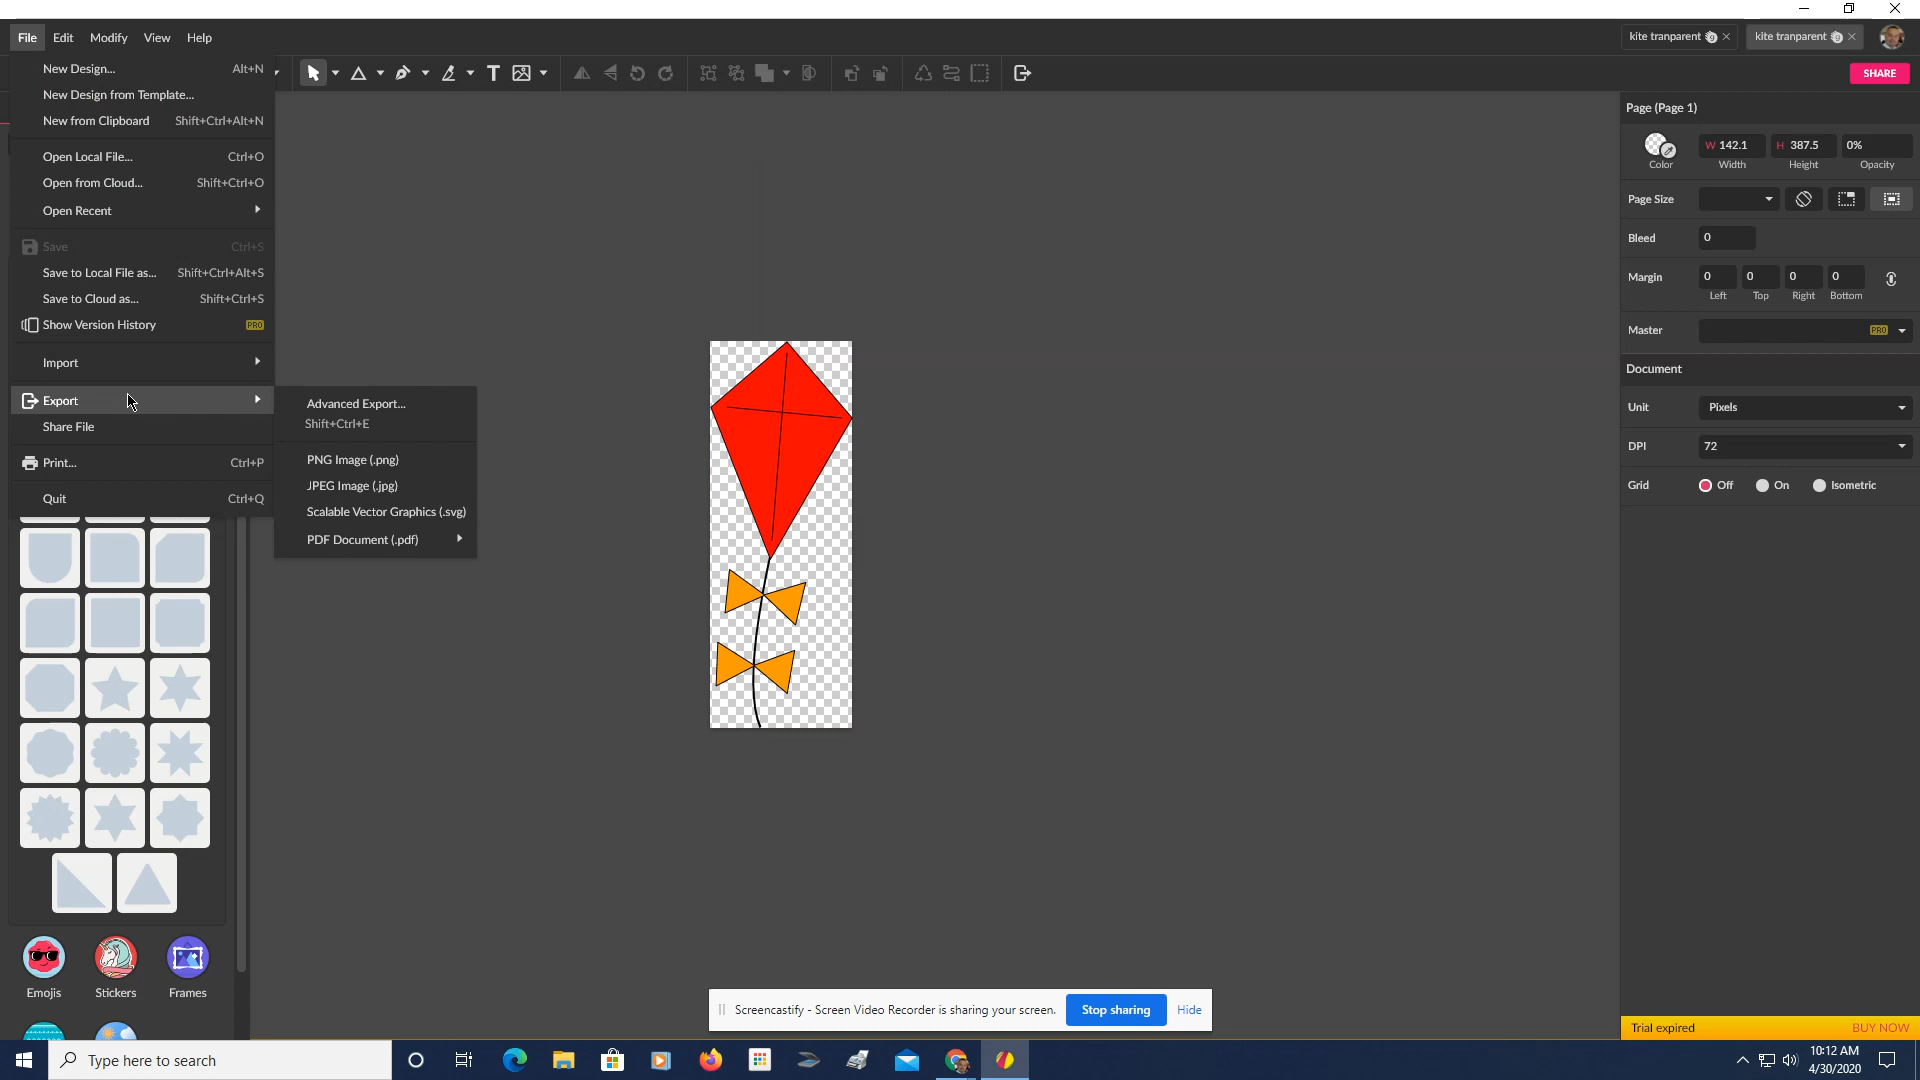 File Edit Modify View Help
kite tranparent
kite tranparent
New Design... Alt+N
New Design from Template...
New from Clipboard Shift+Ctrl+Alt+N
Open Local File... Ctrl+O
Open from Cloud... Shift+Ctrl+O
Open Recent
Save Ctrl+S
Save to Local File as... Shift+Ctrl+Alt+S
Save to Cloud as... Shift+Ctrl+S
Show Version History PRO
Import
Export
Share File
Print... Ctrl+P
Quit Ctrl+Q
Advanced Export...
Shift+Ctrl+E
PNG Image (.png)
JPEG Image (.jpg)
Scalable Vector Graphics (.svg)
PDF Document (.pdf)
Emojis Stickers Frames
T
SHARE
Page (Page 1)
W 142.1 H 387.5 0%
Color Width Height Opacity
Page Size
Bleed 0
Margin 0 0 0 0
Left Top Right Bottom
Master PRO
Document
Unit Pixels
DPI 72
Grid Off On Isometric
Screencastify - Screen Video Recorder is sharing your screen. Stop sharing Hide
Trial expired BUY NOW
Type here to search
10:12 AM
4/30/2020